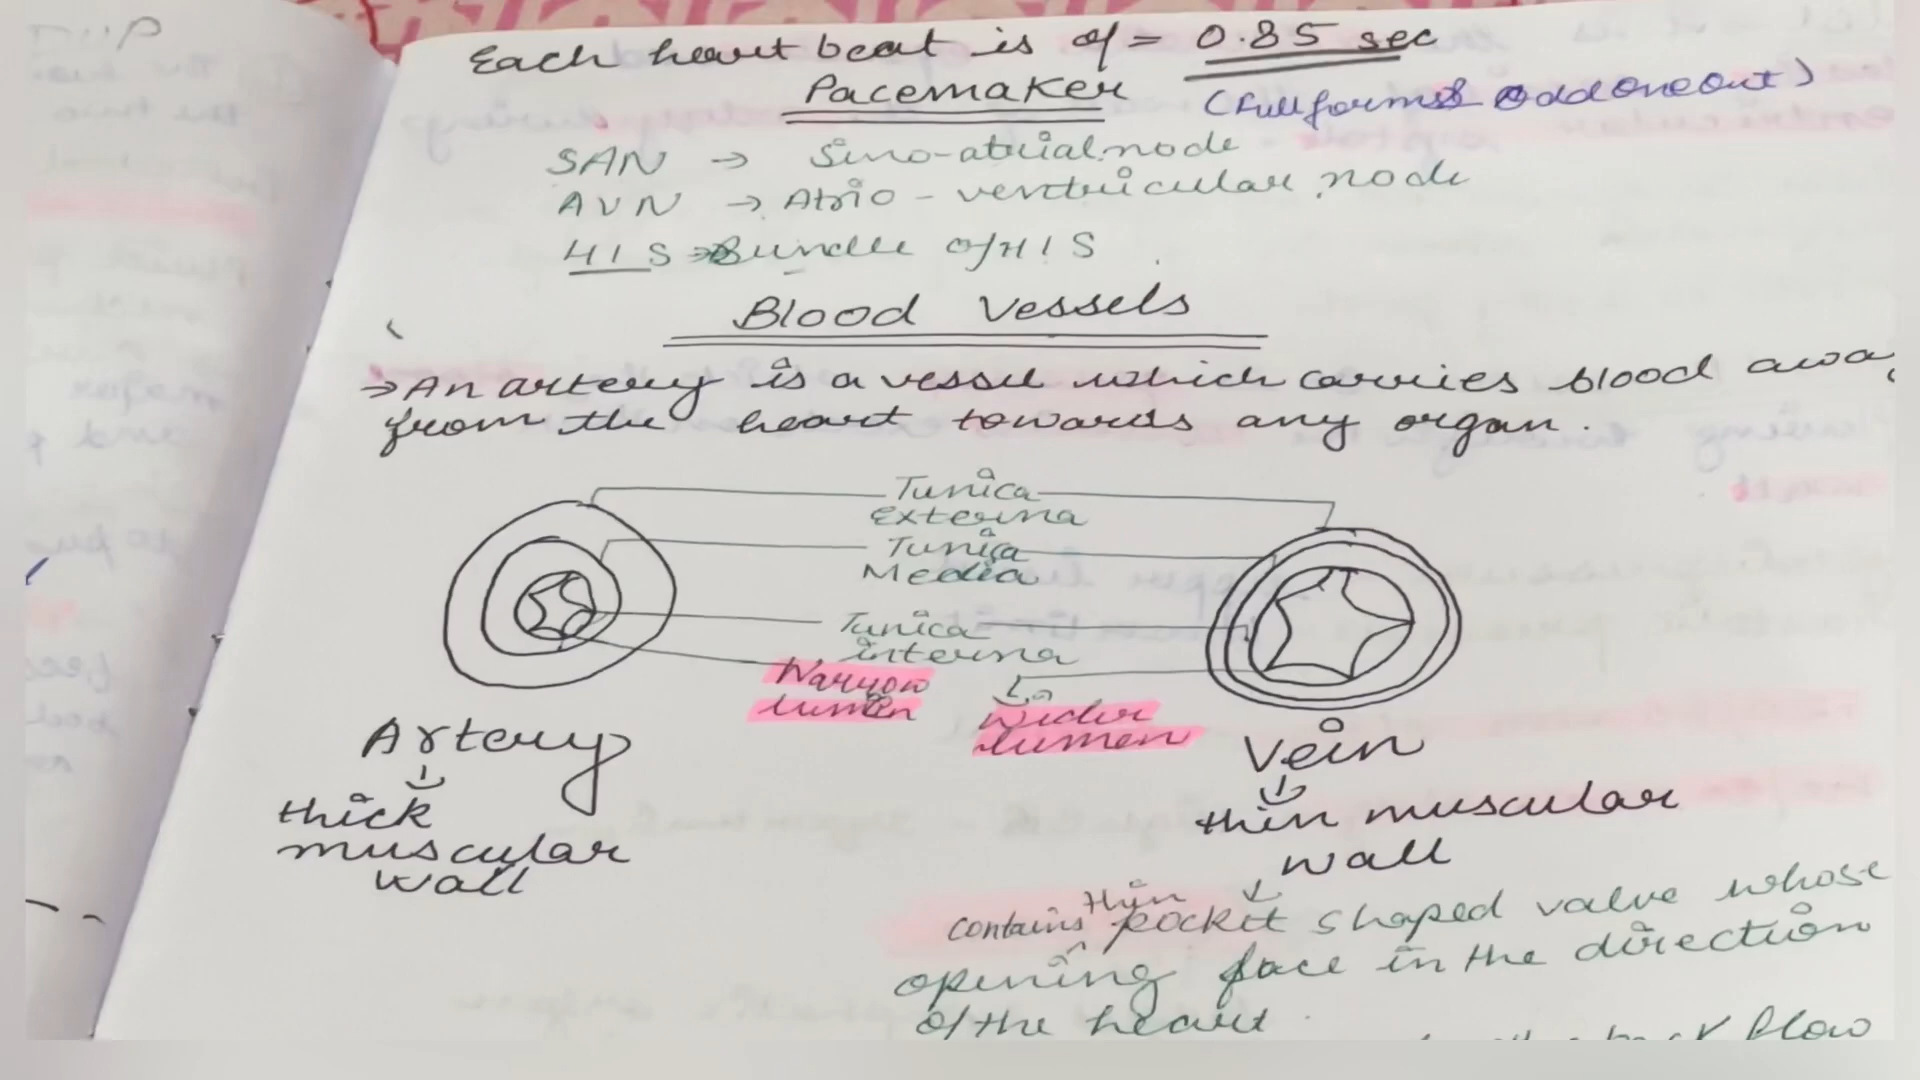 Each heart beat is of = 0.85 sec
Pacemaker (Full forms & Odd one out)
SAN → Sino-atrial node
AVN → Atrio-ventricular node
HIS → Bundle of HIS
Blood Vessels
→ An artery is a vessel which carries blood awa
from the heart towards any organ.
Tunica
Externa
Tunica
Media
Tunica
interna
Narrow
lumen
Wider
lumen
Artery
thick
muscular
wall
Vein
thin muscular
wall
contains thin pocket shaped valve whose
opening face in the direction
of the heart.
back flow